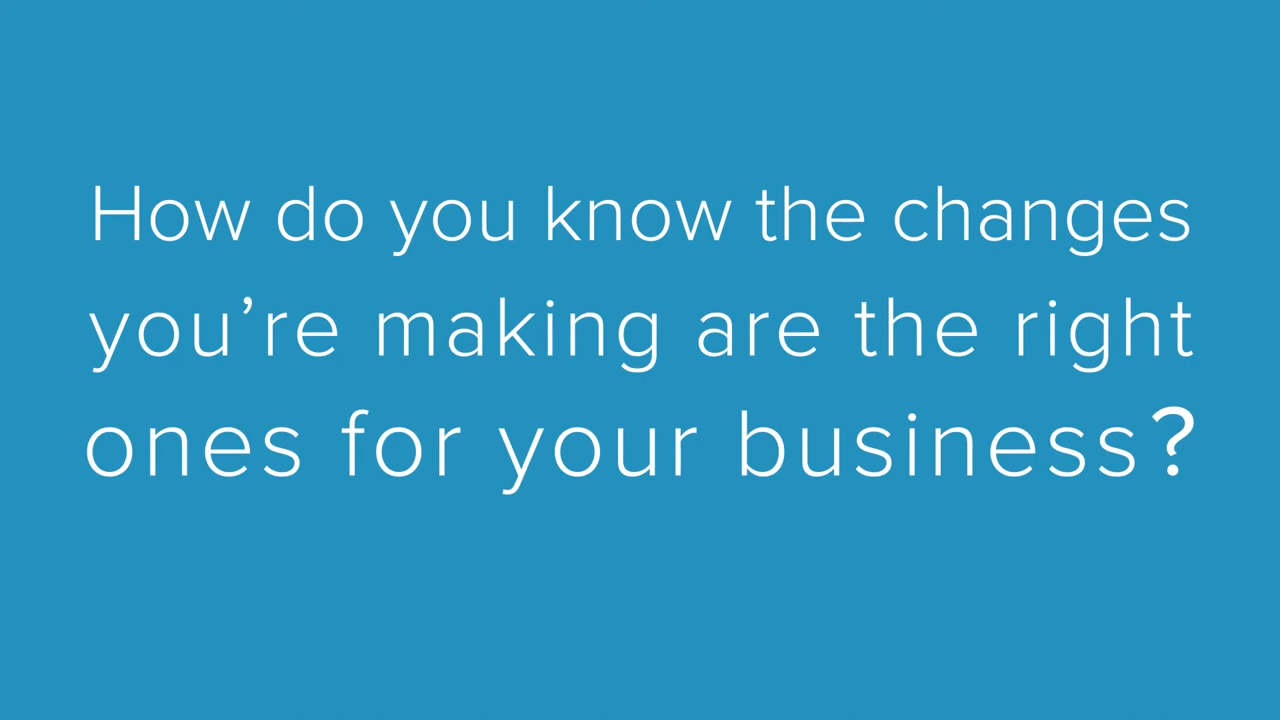 How do you know the changes
you’re making are the right
ones for your business?